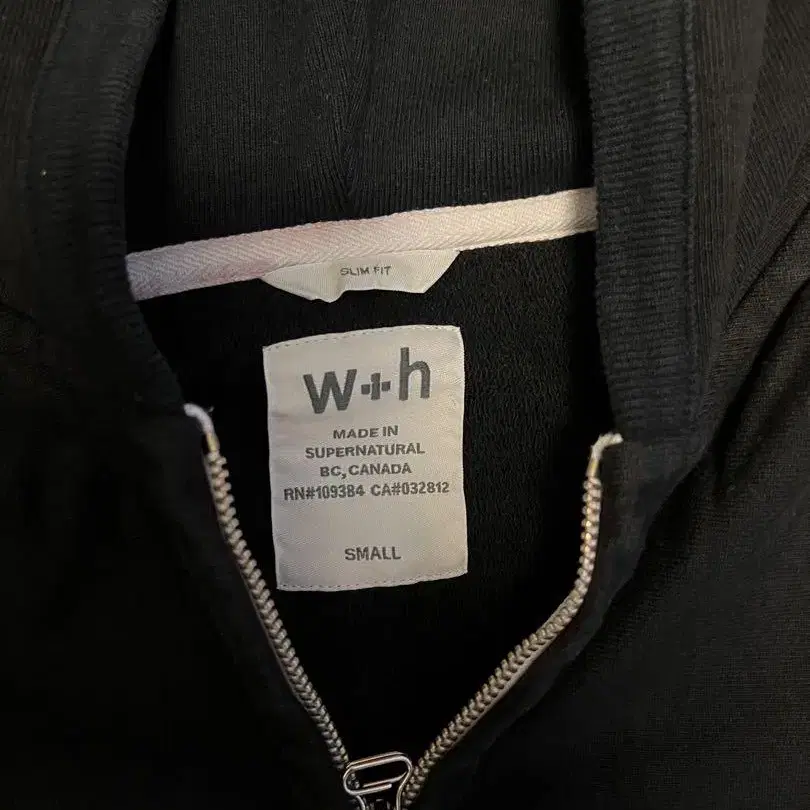 SLIM FIT
w+h
MADE IN
SUPERNATURAL
BC, CANADA
RN#109384 CA#032812
SMALL